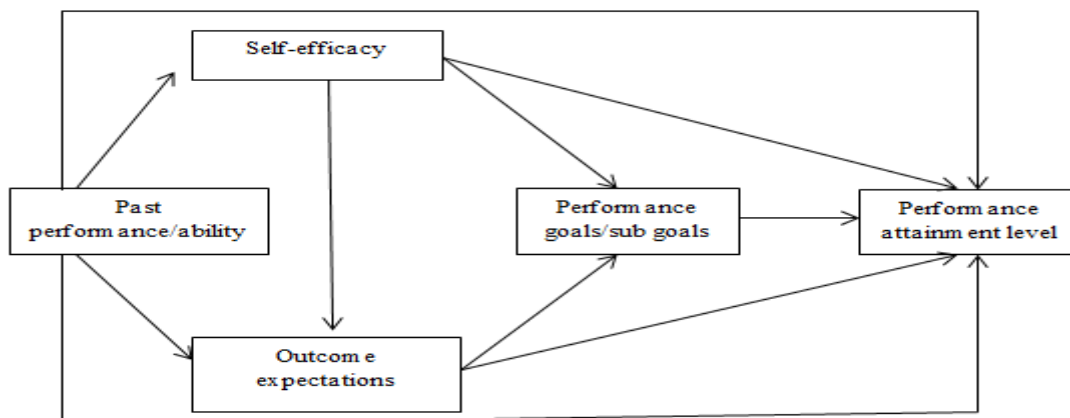 Self-efficacy
Past
performance/ability
Performance
goals/sub goals
Performance
attainment level
Outcome
expectations